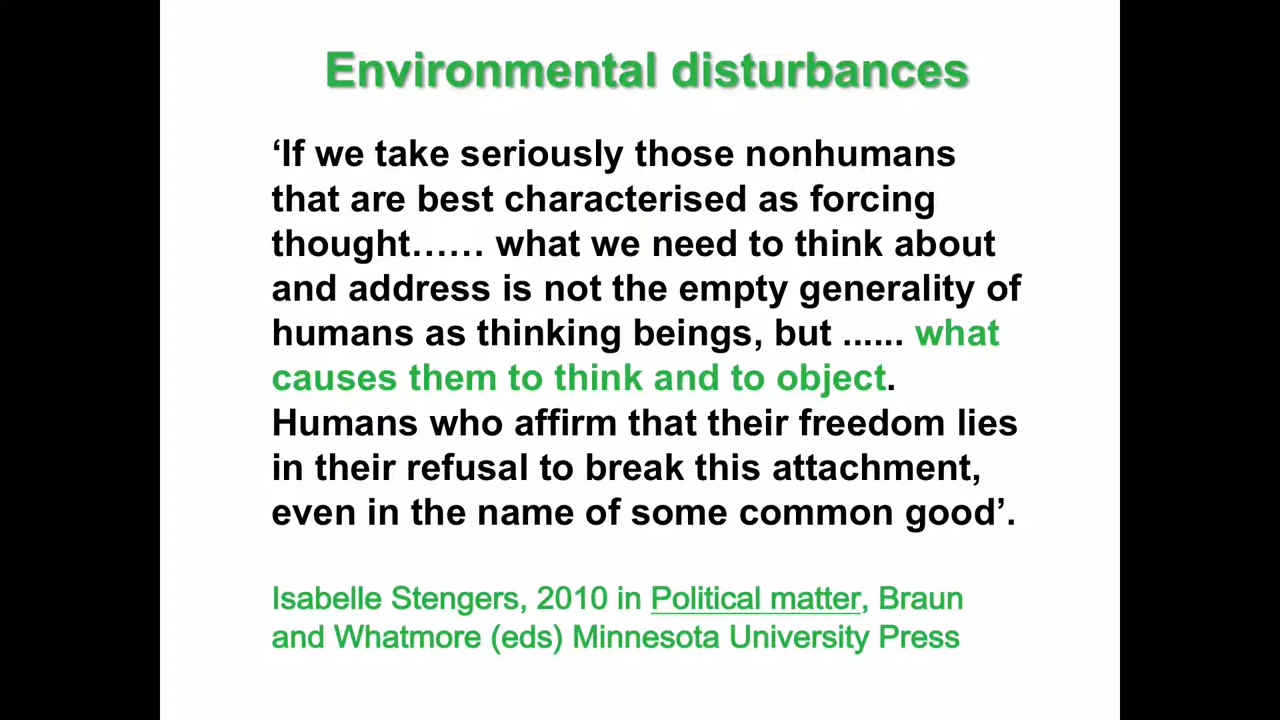 Environmental disturbances
‘If we take seriously those nonhumans
that are best characterised as forcing
thought…… what we need to think about
and address is not the empty generality of
humans as thinking beings, but ...... what
causes them to think and to object.
Humans who affirm that their freedom lies
in their refusal to break this attachment,
even in the name of some common good’.
Isabelle Stengers, 2010 in Political matter, Braun
and Whatmore (eds) Minnesota University Press